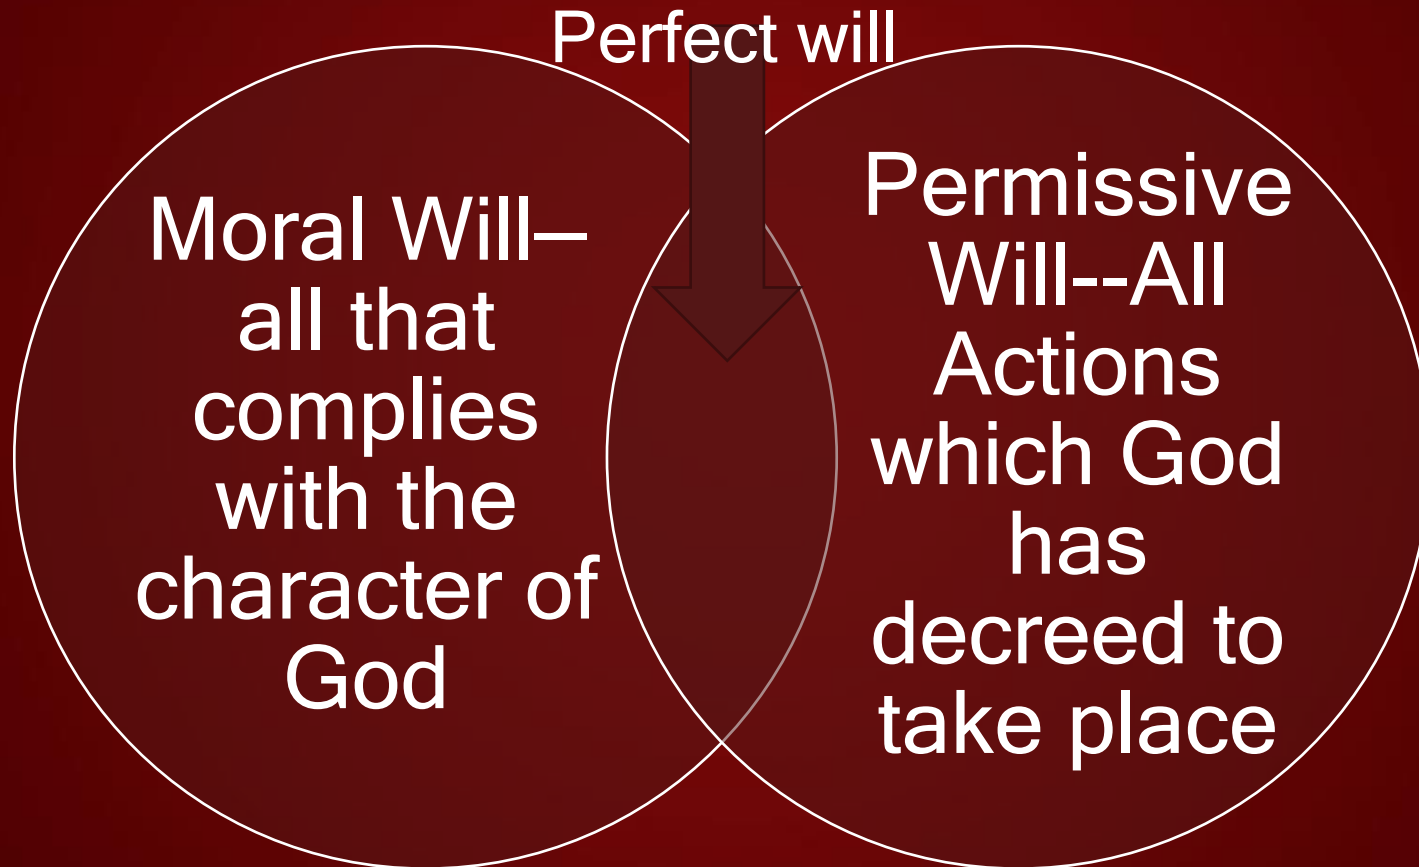 Perfect will
Moral Will–
all that
complies
with the
character of
God
Permissive
Will--All
Actions
which God
has
decreed to
take place